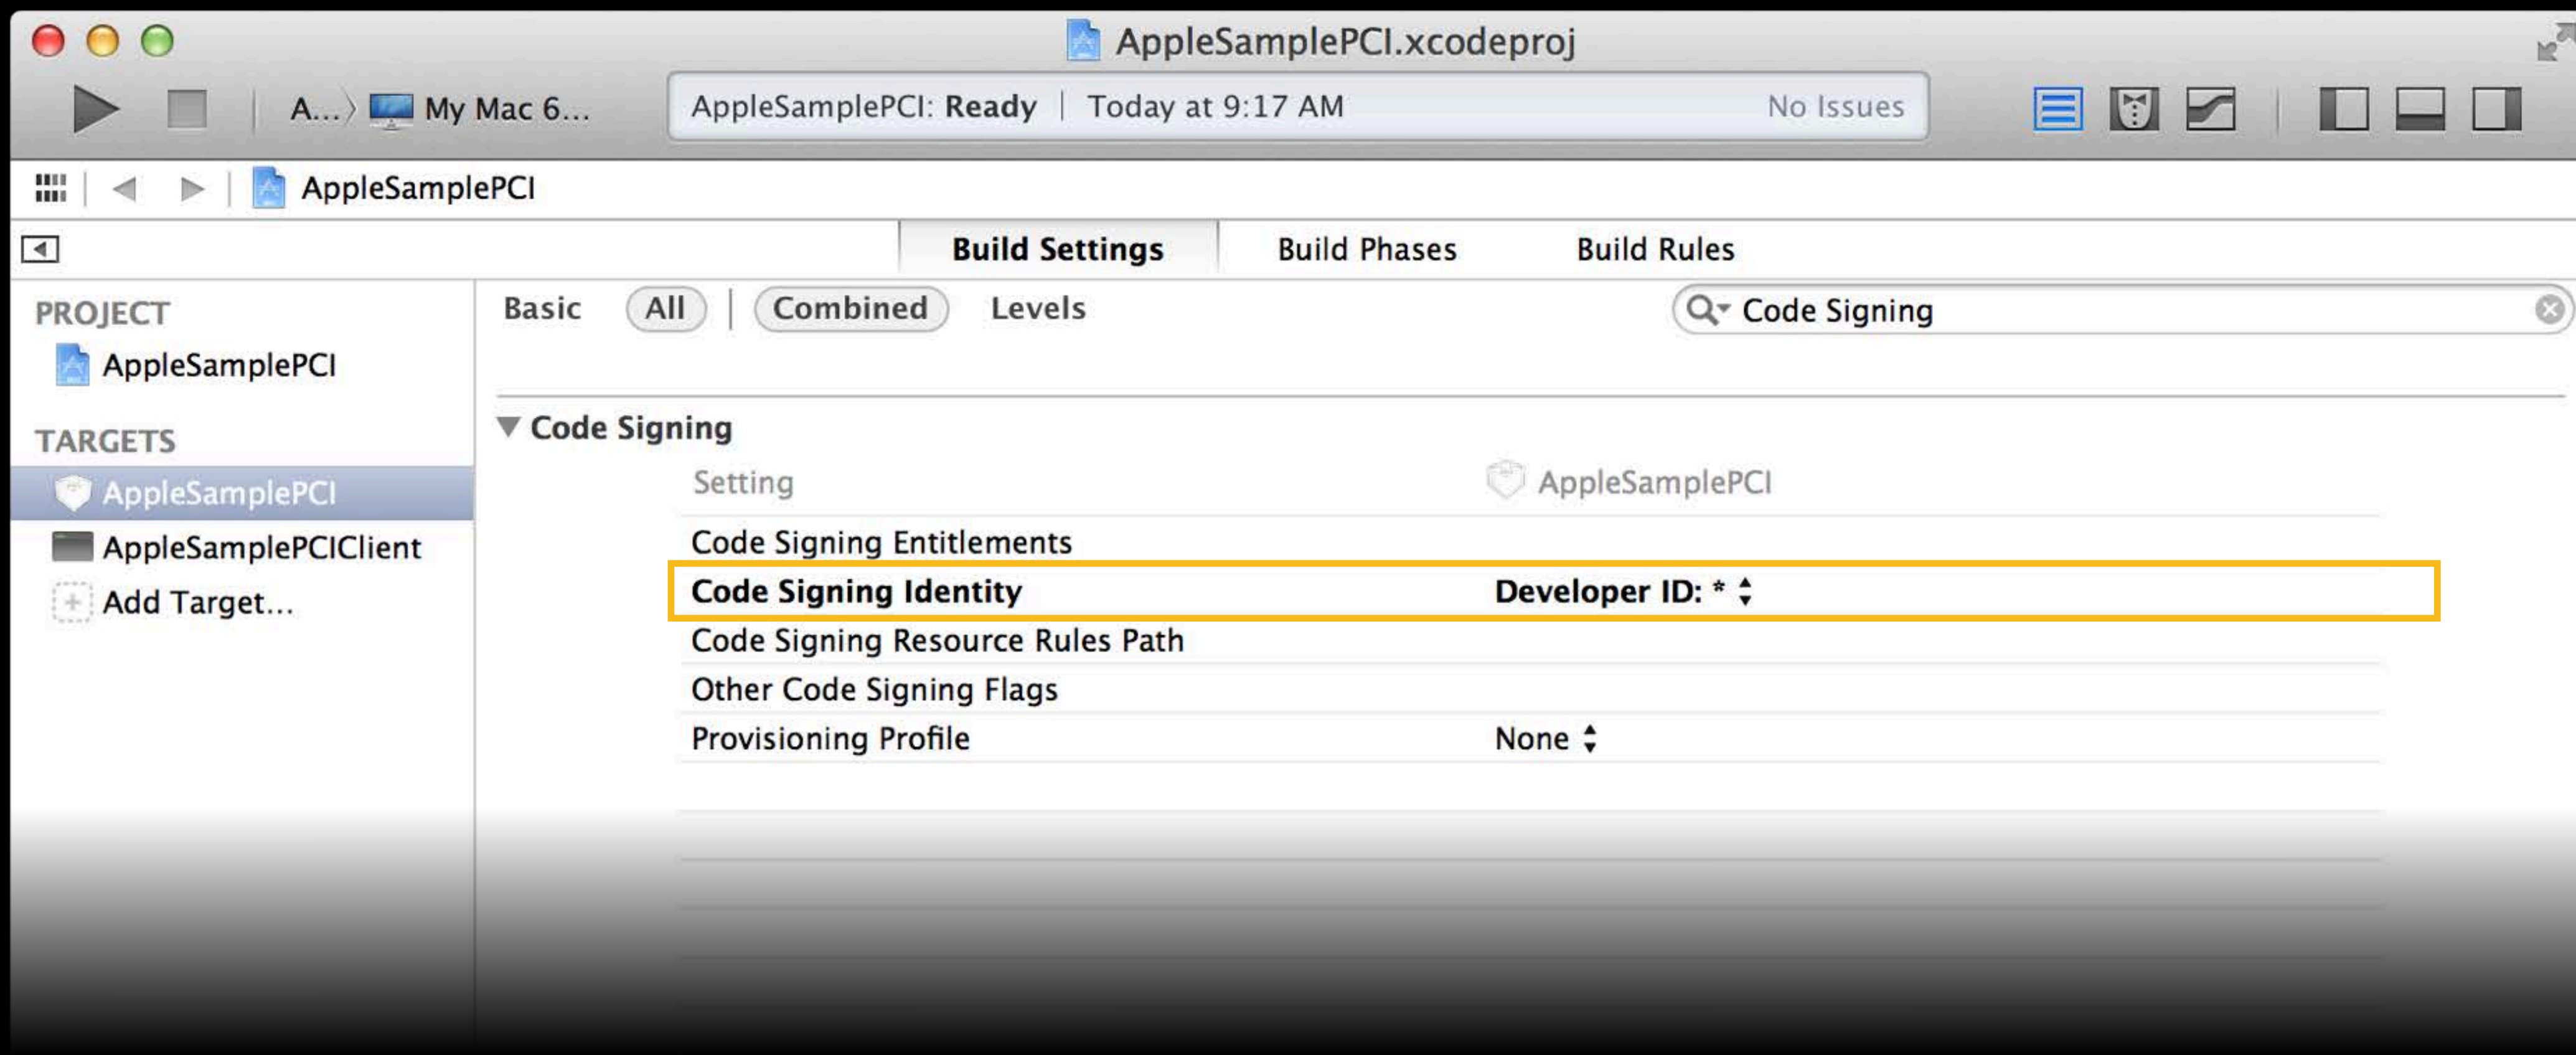 AppleSamplePCI.xcodeproj
A... My Mac 6... AppleSamplePCI: Ready | Today at 9:17 AM No Issues
AppleSamplePCI
Build Settings Build Phases Build Rules
PROJECT
AppleSamplePCI
TARGETS
AppleSamplePCI
AppleSamplePCIClient
Add Target...
Basic All | Combined Levels Code Signing
Code Signing
Setting AppleSamplePCI
Code Signing Entitlements
Code Signing Identity Developer ID: *
Code Signing Resource Rules Path
Other Code Signing Flags
Provisioning Profile None